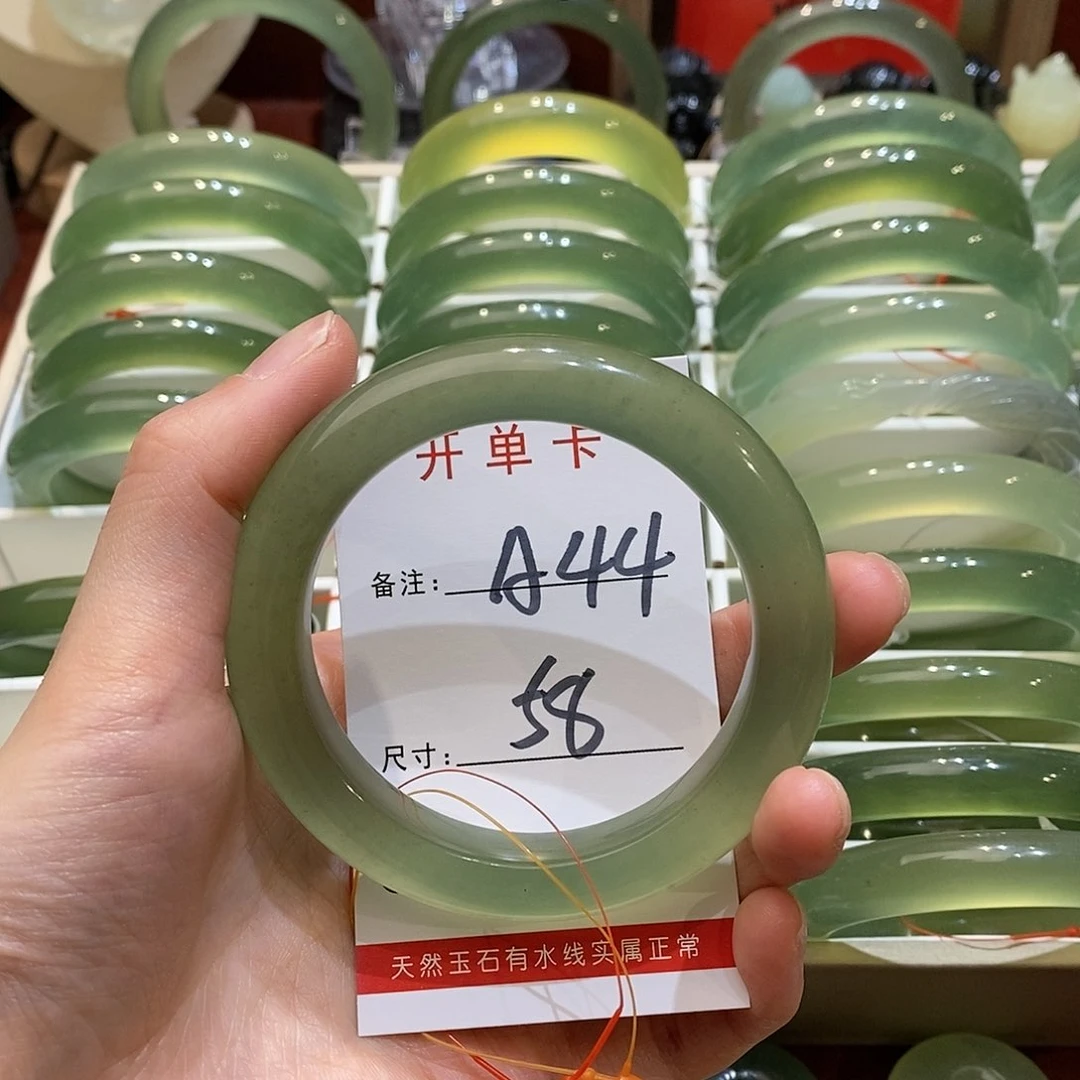 开单卡
备注: A44
尺寸: 58
天然玉石有水线实属正常